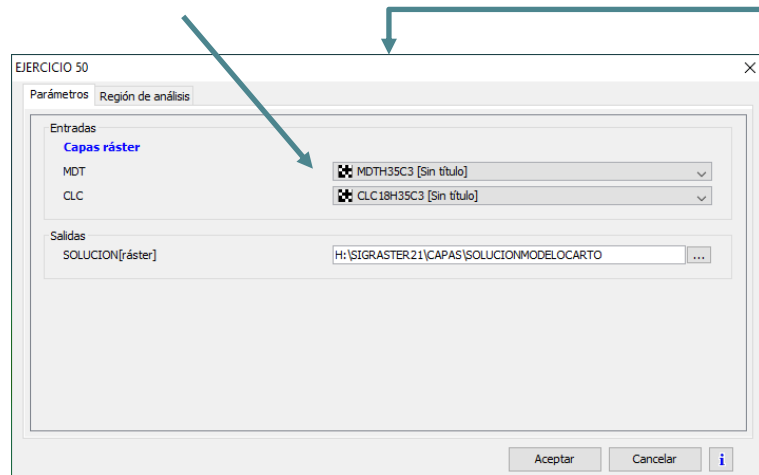 EJERCICIO 50
Parámetros Región de análisis
Entradas
Capas ráster
MDT MDTH35C3 [Sin título]
CLC CLC18H35C3 [Sin título]
Salidas
SOLUCION[ráster] H:\SIGRASTER21\CAPAS\SOLUCIONMODELOCARTO ...
Aceptar Cancelar i